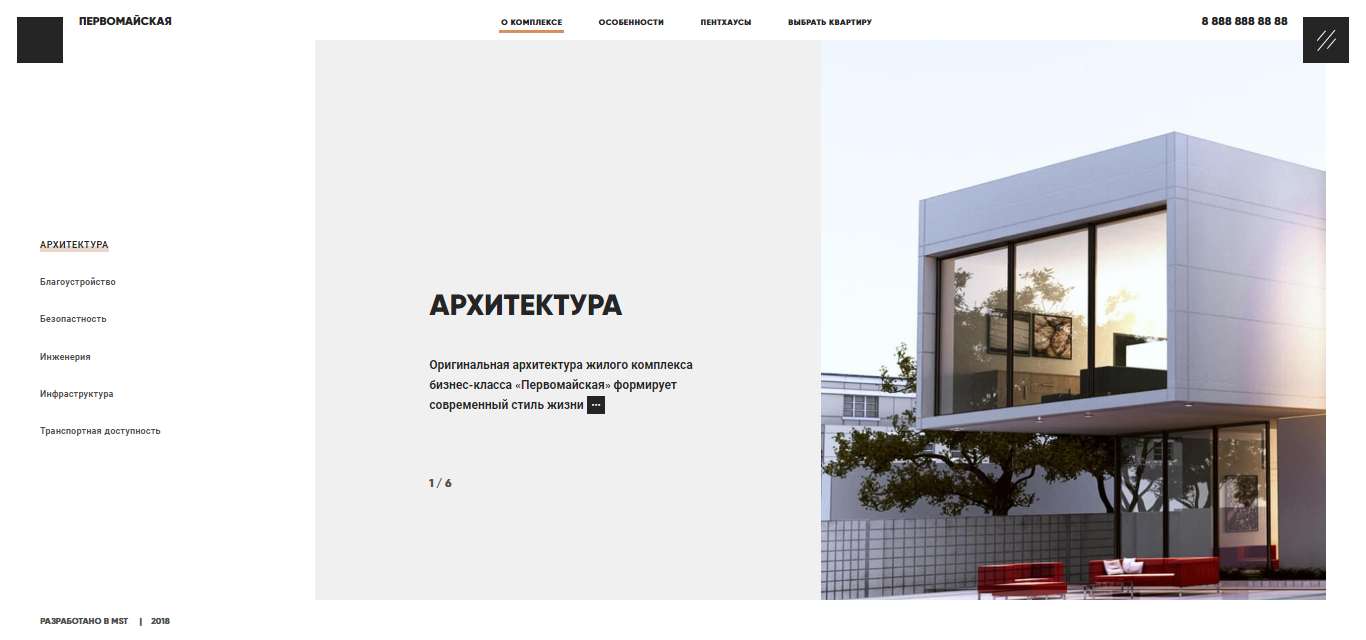 ПЕРВОМАЙСКАЯ
О КОМПЛЕКСЕ
ОСОБЕННОСТИ
ПЕНТХАУСЫ
ВЫБРАТЬ КВАРТИРУ
8 888 888 88 88
АРХИТЕКТУРА
Благоустройство
Безопастность
Инженерия
Инфраструктура
Транспортная доступность
АРХИТЕКТУРА
Оригинальная архитектура жилого комплекса
бизнес-класса «Первомайская» формирует
современный стиль жизни ...
1 / 6
РАЗРАБОТАНО В MST | 2018